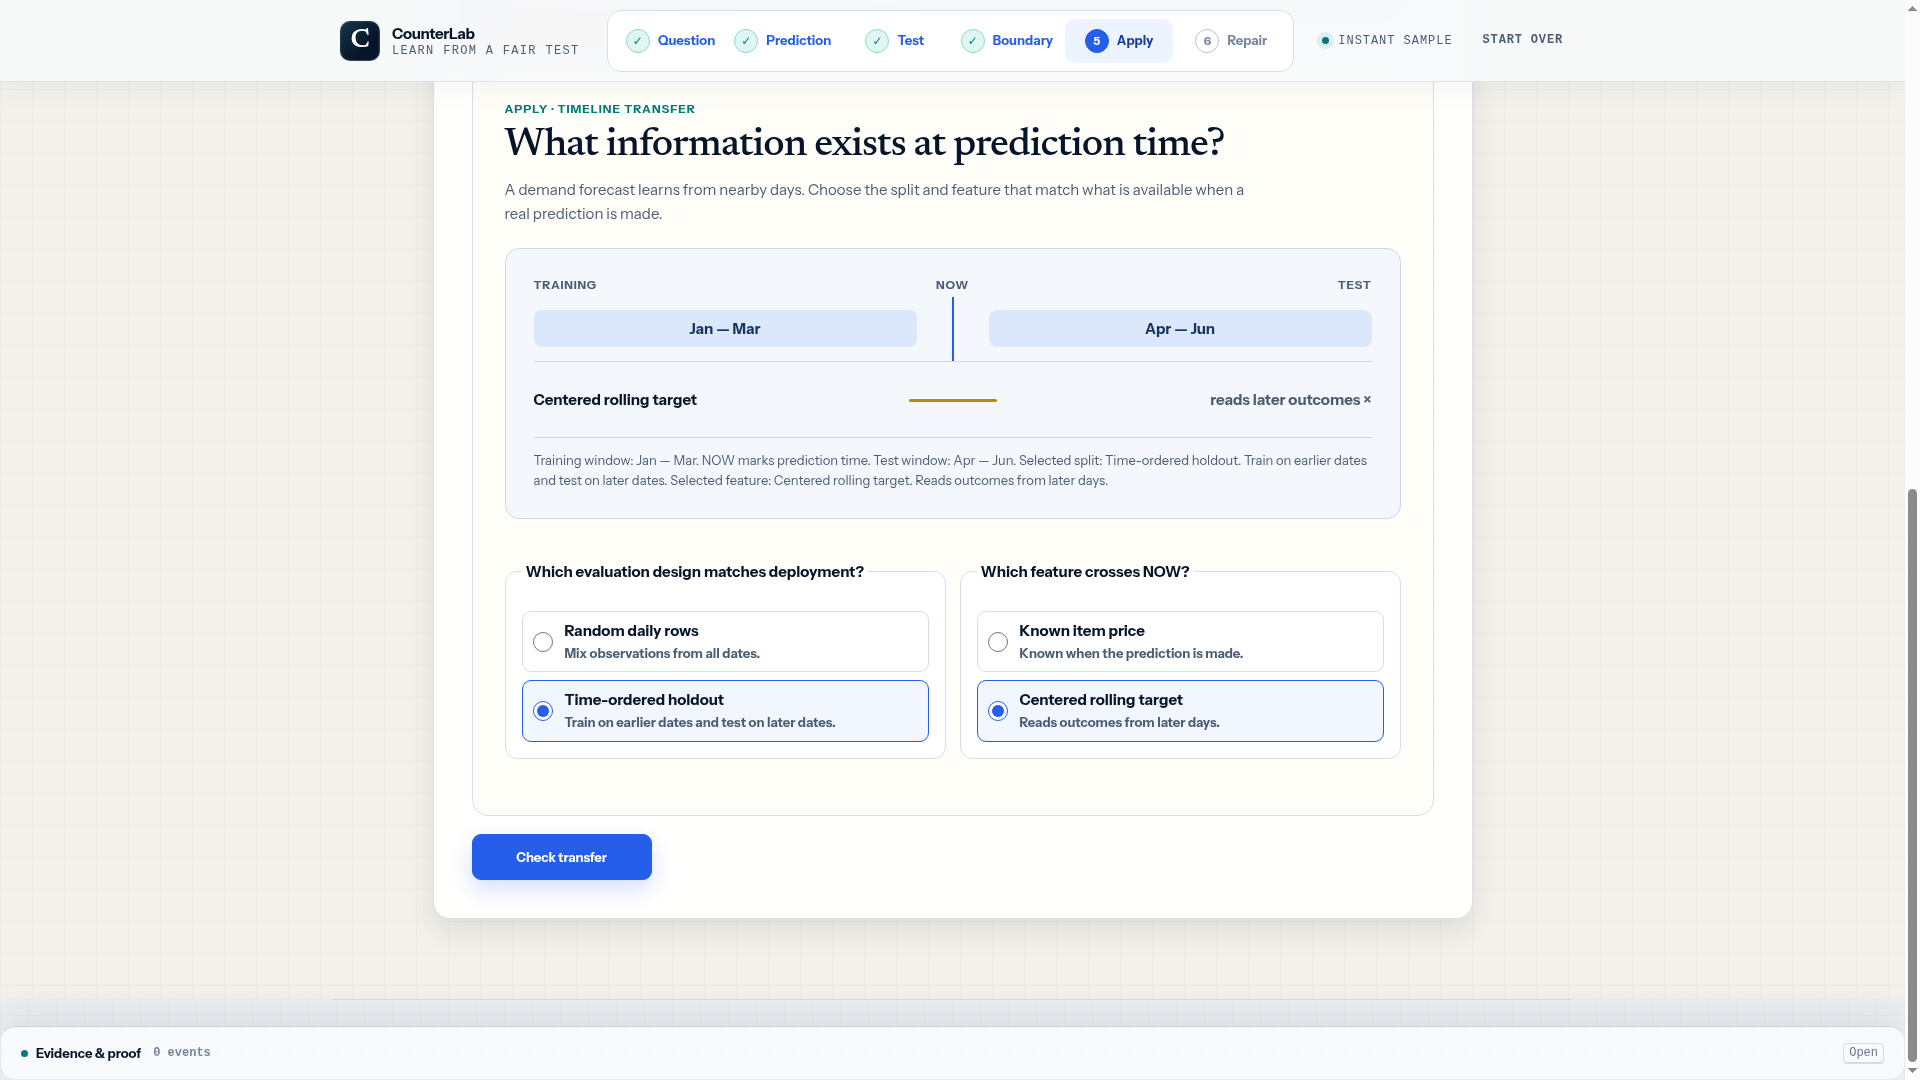 C
CounterLab
LEARN FROM A FAIR TEST
✓ Question
✓ Prediction
✓ Test
✓ Boundary
5 Apply
6 Repair
INSTANT SAMPLE
START OVER
APPLY · TIMELINE TRANSFER
What information exists at prediction time?
A demand forecast learns from nearby days. Choose the split and feature that match what is available when a
real prediction is made.
TRAINING NOW TEST
Jan — Mar Apr — Jun
Centered rolling target reads later outcomes ×
Training window: Jan — Mar. NOW marks prediction time. Test window: Apr — Jun. Selected split: Time-ordered holdout. Train on earlier dates
and test on later dates. Selected feature: Centered rolling target. Reads outcomes from later days.
Which evaluation design matches deployment?
Random daily rows
Mix observations from all dates.
Time-ordered holdout
Train on earlier dates and test on later dates.
Which feature crosses NOW?
Known item price
Known when the prediction is made.
Centered rolling target
Reads outcomes from later days.
Check transfer
Evidence & proof 0 events
Open